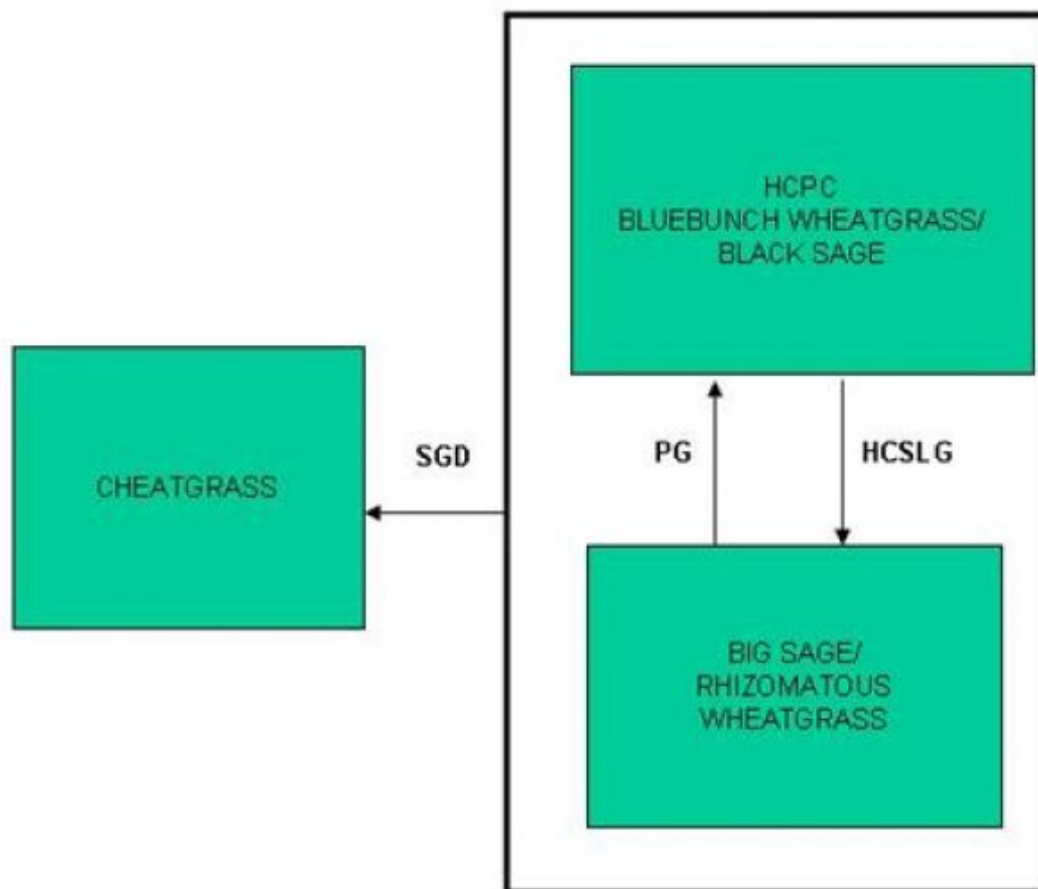 HCPC
BLUEBUNCH WHEATGRASS/
BLACK SAGE
CHEATGRASS
SGD
PG
HCSLG
BIG SAGE/
RHIZOMATOUS
WHEATGRASS